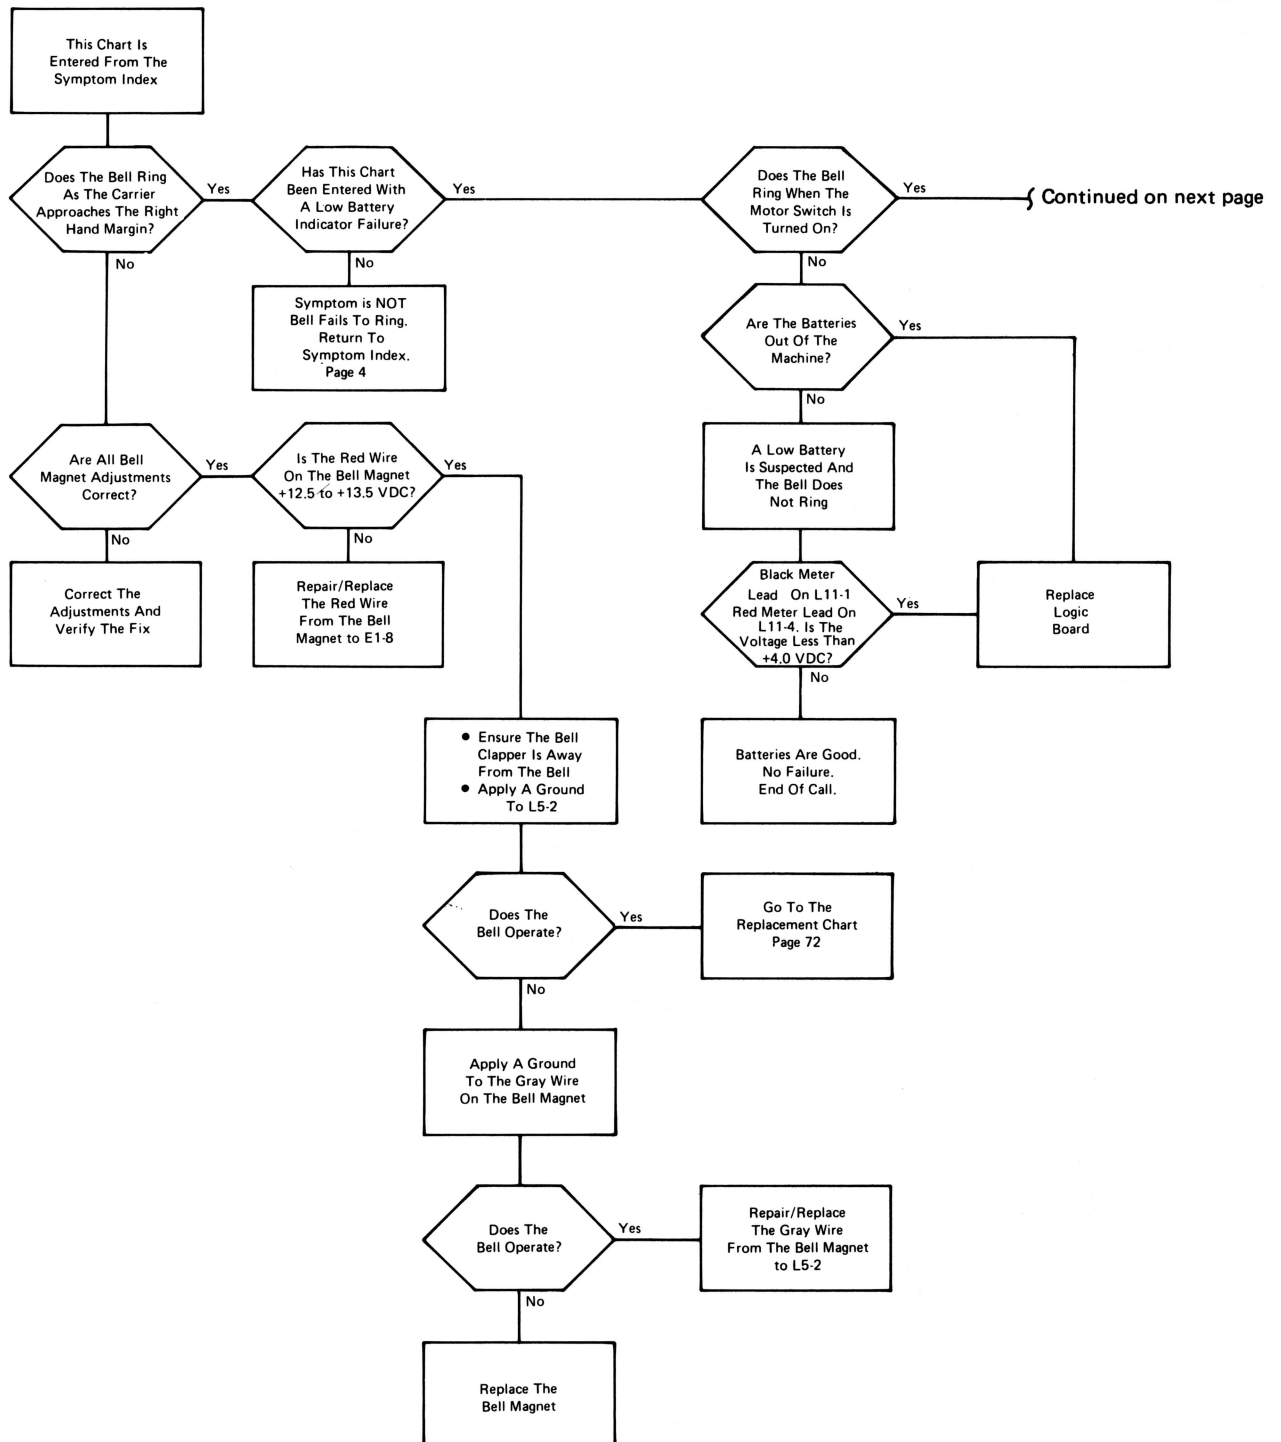 This Chart Is
Entered From The
Symptom Index
Does The Bell Ring
As The Carrier
Approaches The Right
Hand Margin?
Yes
No
Has This Chart
Been Entered With
A Low Battery
Indicator Failure?
Yes
No
Does The Bell
Ring When The
Motor Switch Is
Turned On?
Yes
No
Continued on next page
Symptom is NOT
Bell Fails To Ring.
Return To
Symptom Index.
Page 4
Are The Batteries
Out Of The
Machine?
Yes
No
Are All Bell
Magnet Adjustments
Correct?
Yes
No
Is The Red Wire
On The Bell Magnet
+12.5 to +13.5 VDC?
Yes
No
A Low Battery
Is Suspected And
The Bell Does
Not Ring
Correct The
Adjustments And
Verify The Fix
Repair/Replace
The Red Wire
From The Bell
Magnet to E1-8
Black Meter
Lead On L11-1
Red Meter Lead On
L11-4. Is The
Voltage Less Than
+4.0 VDC?
Yes
No
Replace
Logic
Board
• Ensure The Bell
Clapper Is Away
From The Bell
• Apply A Ground
To L5-2
Batteries Are Good.
No Failure.
End Of Call.
Does The
Bell Operate?
Yes
No
Go To The
Replacement Chart
Page 72
Apply A Ground
To The Gray Wire
On The Bell Magnet
Does The
Bell Operate?
Yes
No
Repair/Replace
The Gray Wire
From The Bell Magnet
to L5-2
Replace The
Bell Magnet